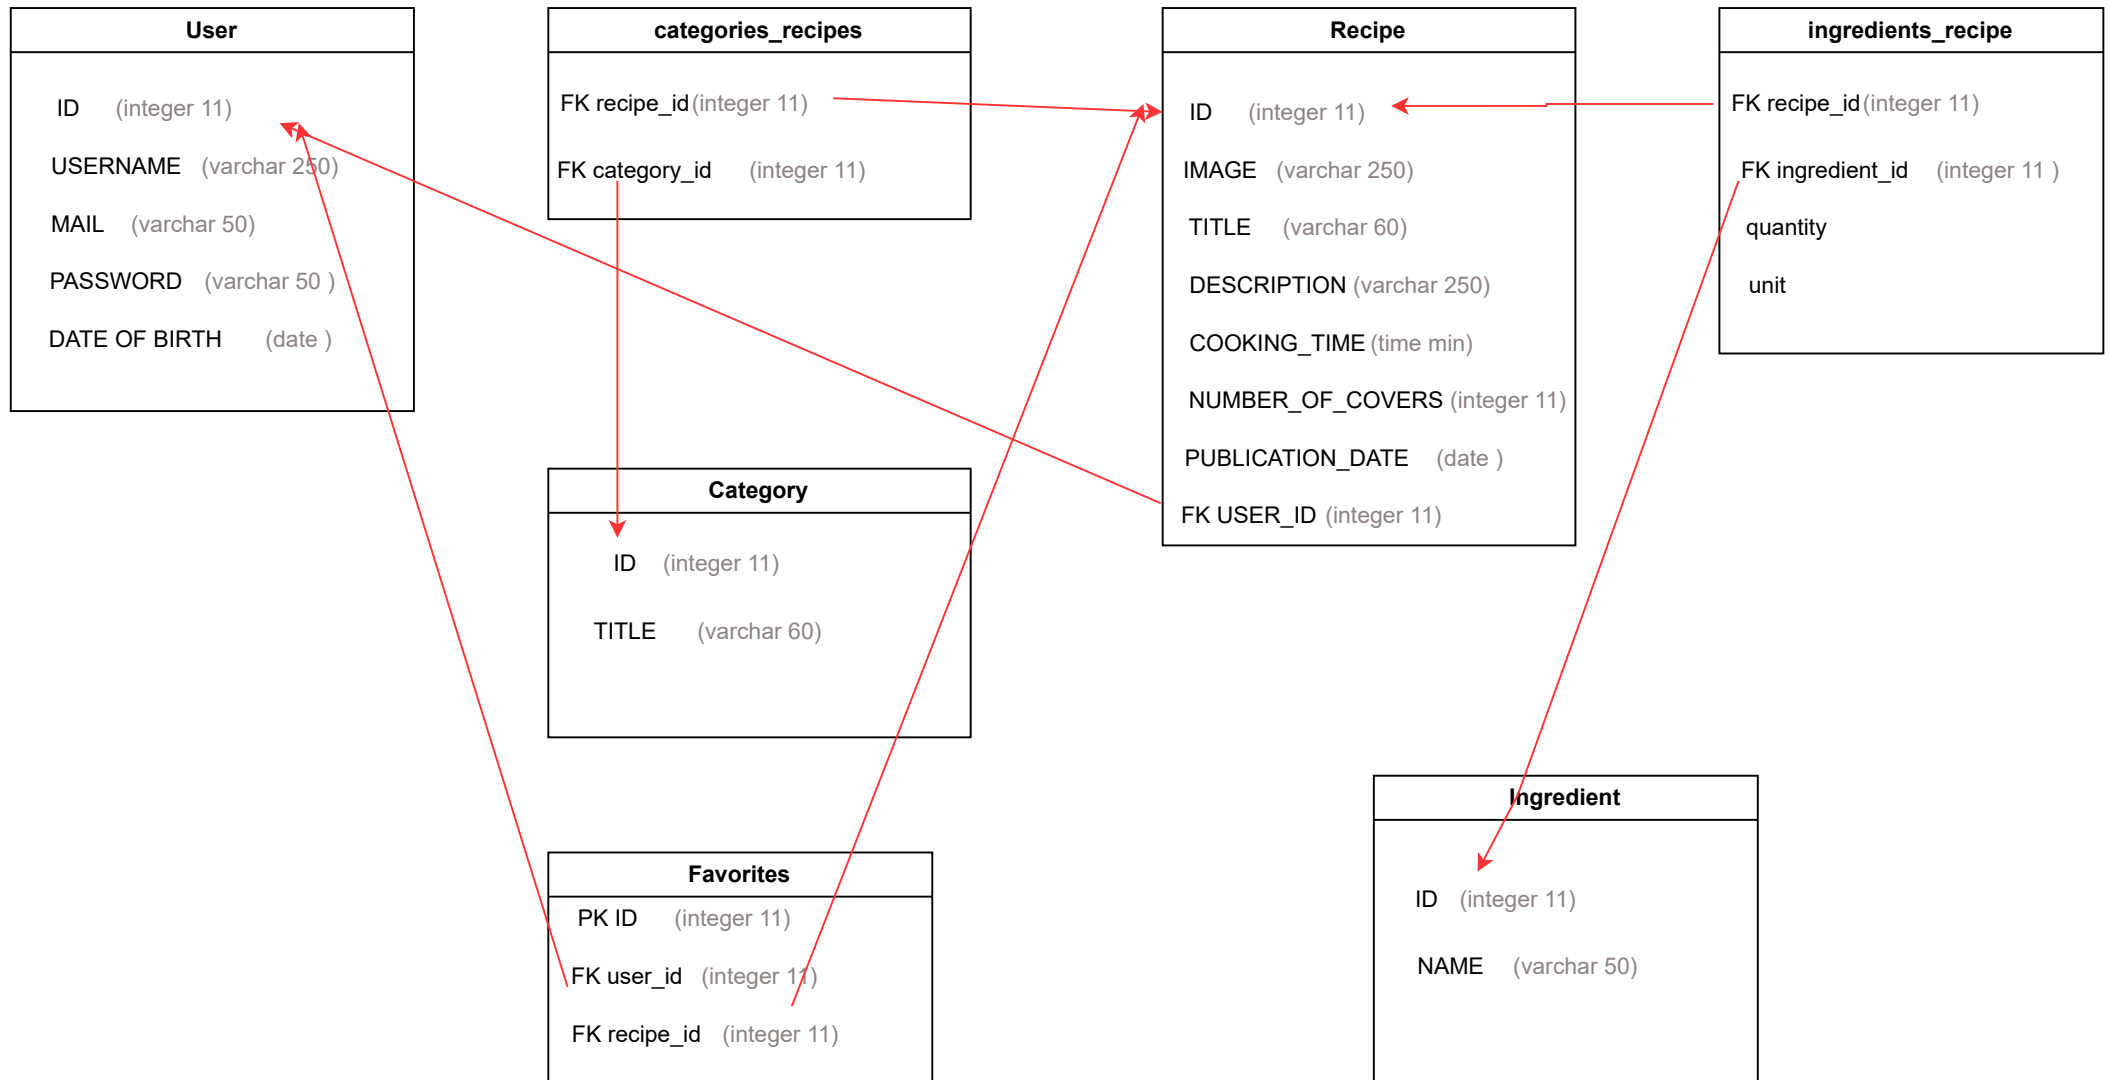 User
ID (integer 11)
USERNAME (varchar 250)
MAIL (varchar 50)
PASSWORD (varchar 50 )
DATE OF BIRTH (date )
categories_recipes
FK recipe_id (integer 11)
FK category_id (integer 11)
Recipe
ID (integer 11)
IMAGE (varchar 250)
TITLE (varchar 60)
DESCRIPTION (varchar 250)
COOKING_TIME (time min)
NUMBER_OF_COVERS (integer 11)
PUBLICATION_DATE (date )
FK USER_ID (integer 11)
ingredients_recipe
FK recipe_id (integer 11)
FK ingredient_id (integer 11 )
quantity
unit
Category
ID (integer 11)
TITLE (varchar 60)
Favorites
PK ID (integer 11)
FK user_id (integer 11)
FK recipe_id (integer 11)
Ingredient
ID (integer 11)
NAME (varchar 50)